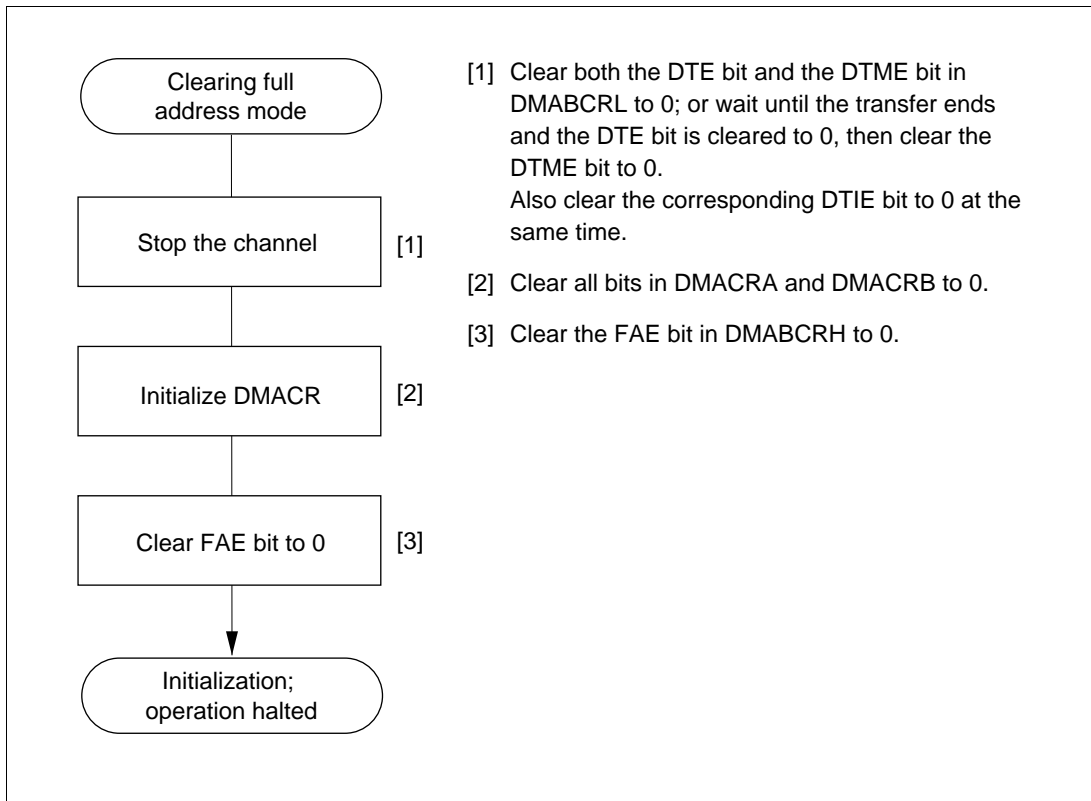 Clearing full
address mode
Stop the channel
[1]
Initialize DMACR
[2]
Clear FAE bit to 0
[3]
Initialization;
operation halted
[1] Clear both the DTE bit and the DTME bit in
DMABCRL to 0; or wait until the transfer ends
and the DTE bit is cleared to 0, then clear the
DTME bit to 0.
Also clear the corresponding DTIE bit to 0 at the
same time.
[2] Clear all bits in DMACRA and DMACRB to 0.
[3] Clear the FAE bit in DMABCRH to 0.